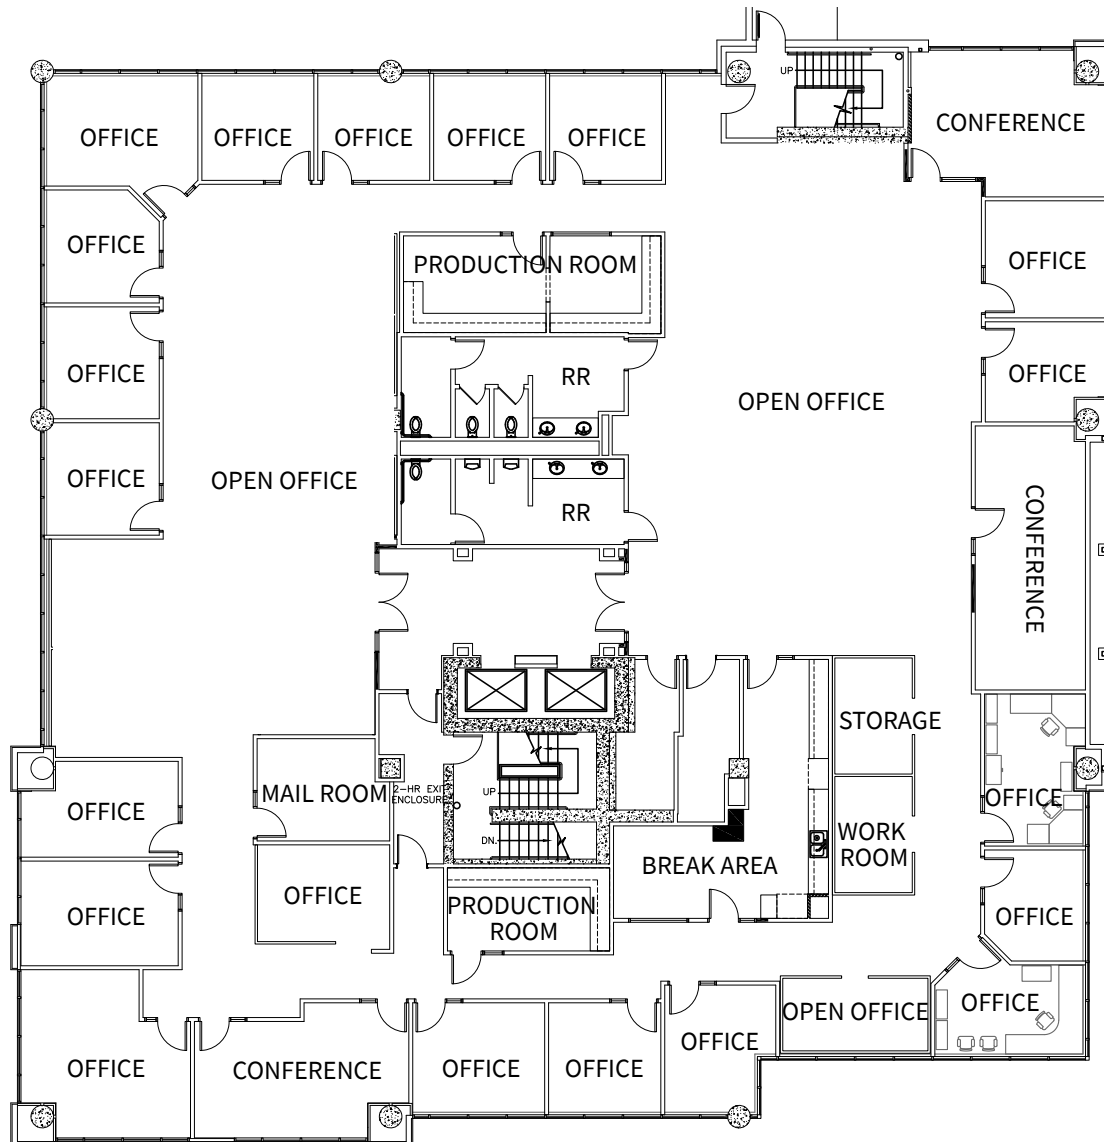 UP
CONFERENCE
OFFICE
OFFICE
OFFICE
OFFICE
OFFICE
OFFICE
PRODUCTION ROOM
OFFICE
OFFICE
RR
OFFICE
OPEN OFFICE
OFFICE
OPEN OFFICE
RR
CONFERENCE
STORAGE
OFFICE
MAIL ROOM
2-HR EXIT
ENCLOSURE
UP
OFFICE
DN.
WORK
ROOM
BREAK AREA
OFFICE
OFFICE
PRODUCTION
ROOM
OFFICE
OFFICE
OPEN OFFICE
OFFICE
OFFICE
CONFERENCE
OFFICE
OFFICE
OFFICE